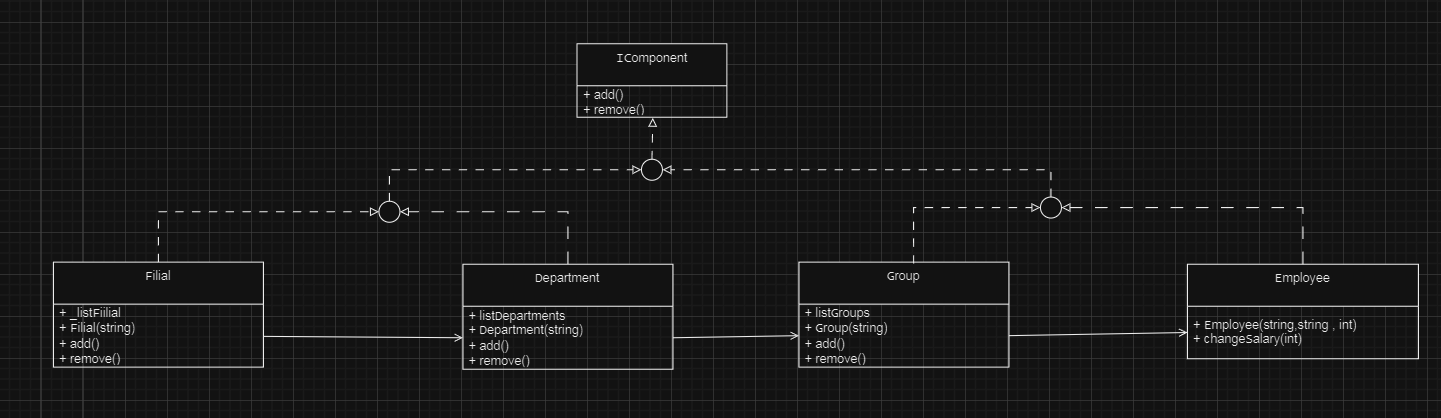 IComponent
+ add()
+ remove()
Filial
+ _listFiilial
+ Filial(string)
+ add()
+ remove()
Department
+ listDepartments
+ Department(string)
+ add()
+ remove()
Group
+ listGroups
+ Group(string)
+ add()
+ remove()
Employee
+ Employee(string,string , int)
+ changeSalary(int)